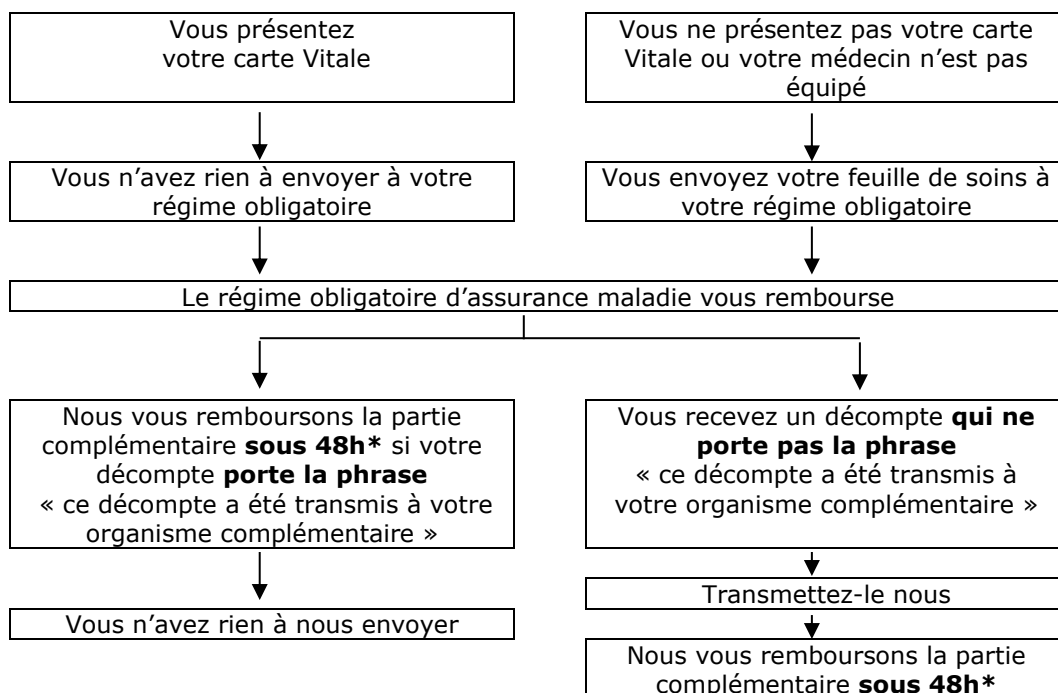 Vous présentez
votre carte Vitale
Vous ne présentez pas votre carte
Vitale ou votre médecin n’est pas
équipé
Vous n’avez rien à envoyer à votre
régime obligatoire
Vous envoyez votre feuille de soins à
votre régime obligatoire
Le régime obligatoire d’assurance maladie vous rembourse
Nous vous remboursons la partie
complémentaire sous 48h* si votre
décompte porte la phrase
« ce décompte a été transmis à votre
organisme complémentaire »
Vous recevez un décompte qui ne
porte pas la phrase
« ce décompte a été transmis à
votre organisme complémentaire »
Vous n’avez rien à nous envoyer
Transmettez-le nous
Nous vous remboursons la partie
complémentaire sous 48h*